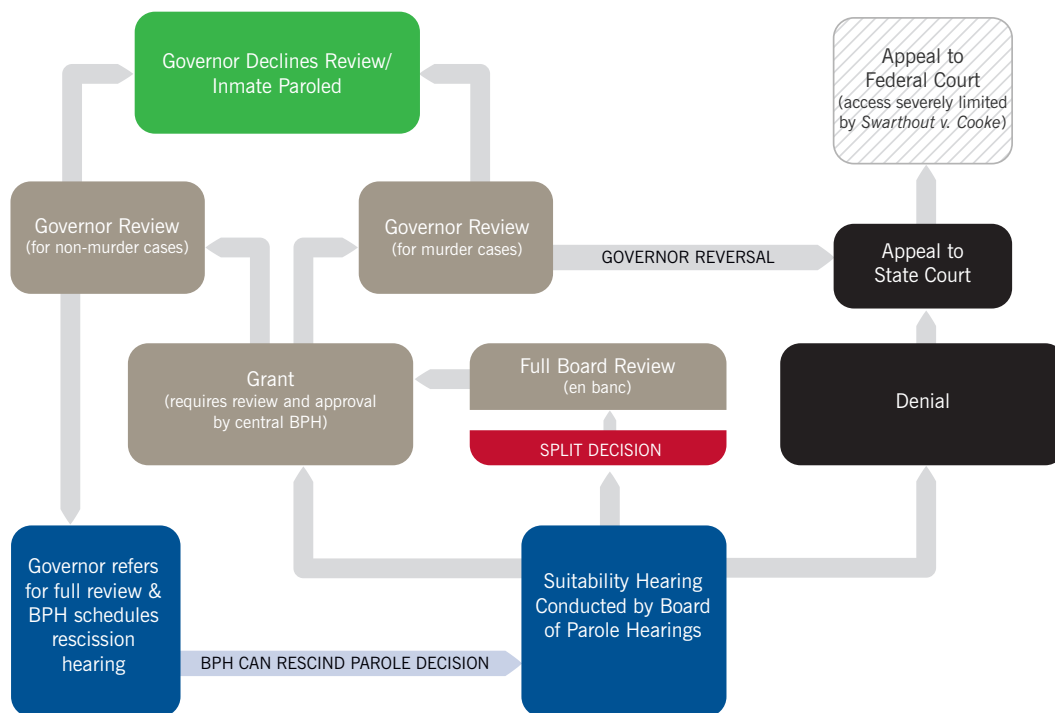 Governor Declines Review/
Inmate Paroled
Appeal to
Federal Court
(access severely limited
by Swarthout v. Cooke)
Governor Review
(for non-murder cases)
Governor Review
(for murder cases)
GOVERNOR REVERSAL
Appeal to
State Court
Grant
(requires review and approval
by central BPH)
Full Board Review
(en banc)
SPLIT DECISION
Denial
Governor refers
for full review &
BPH schedules
rescission
hearing
BPH CAN RESCIND PAROLE DECISION
Suitability Hearing
Conducted by Board
of Parole Hearings